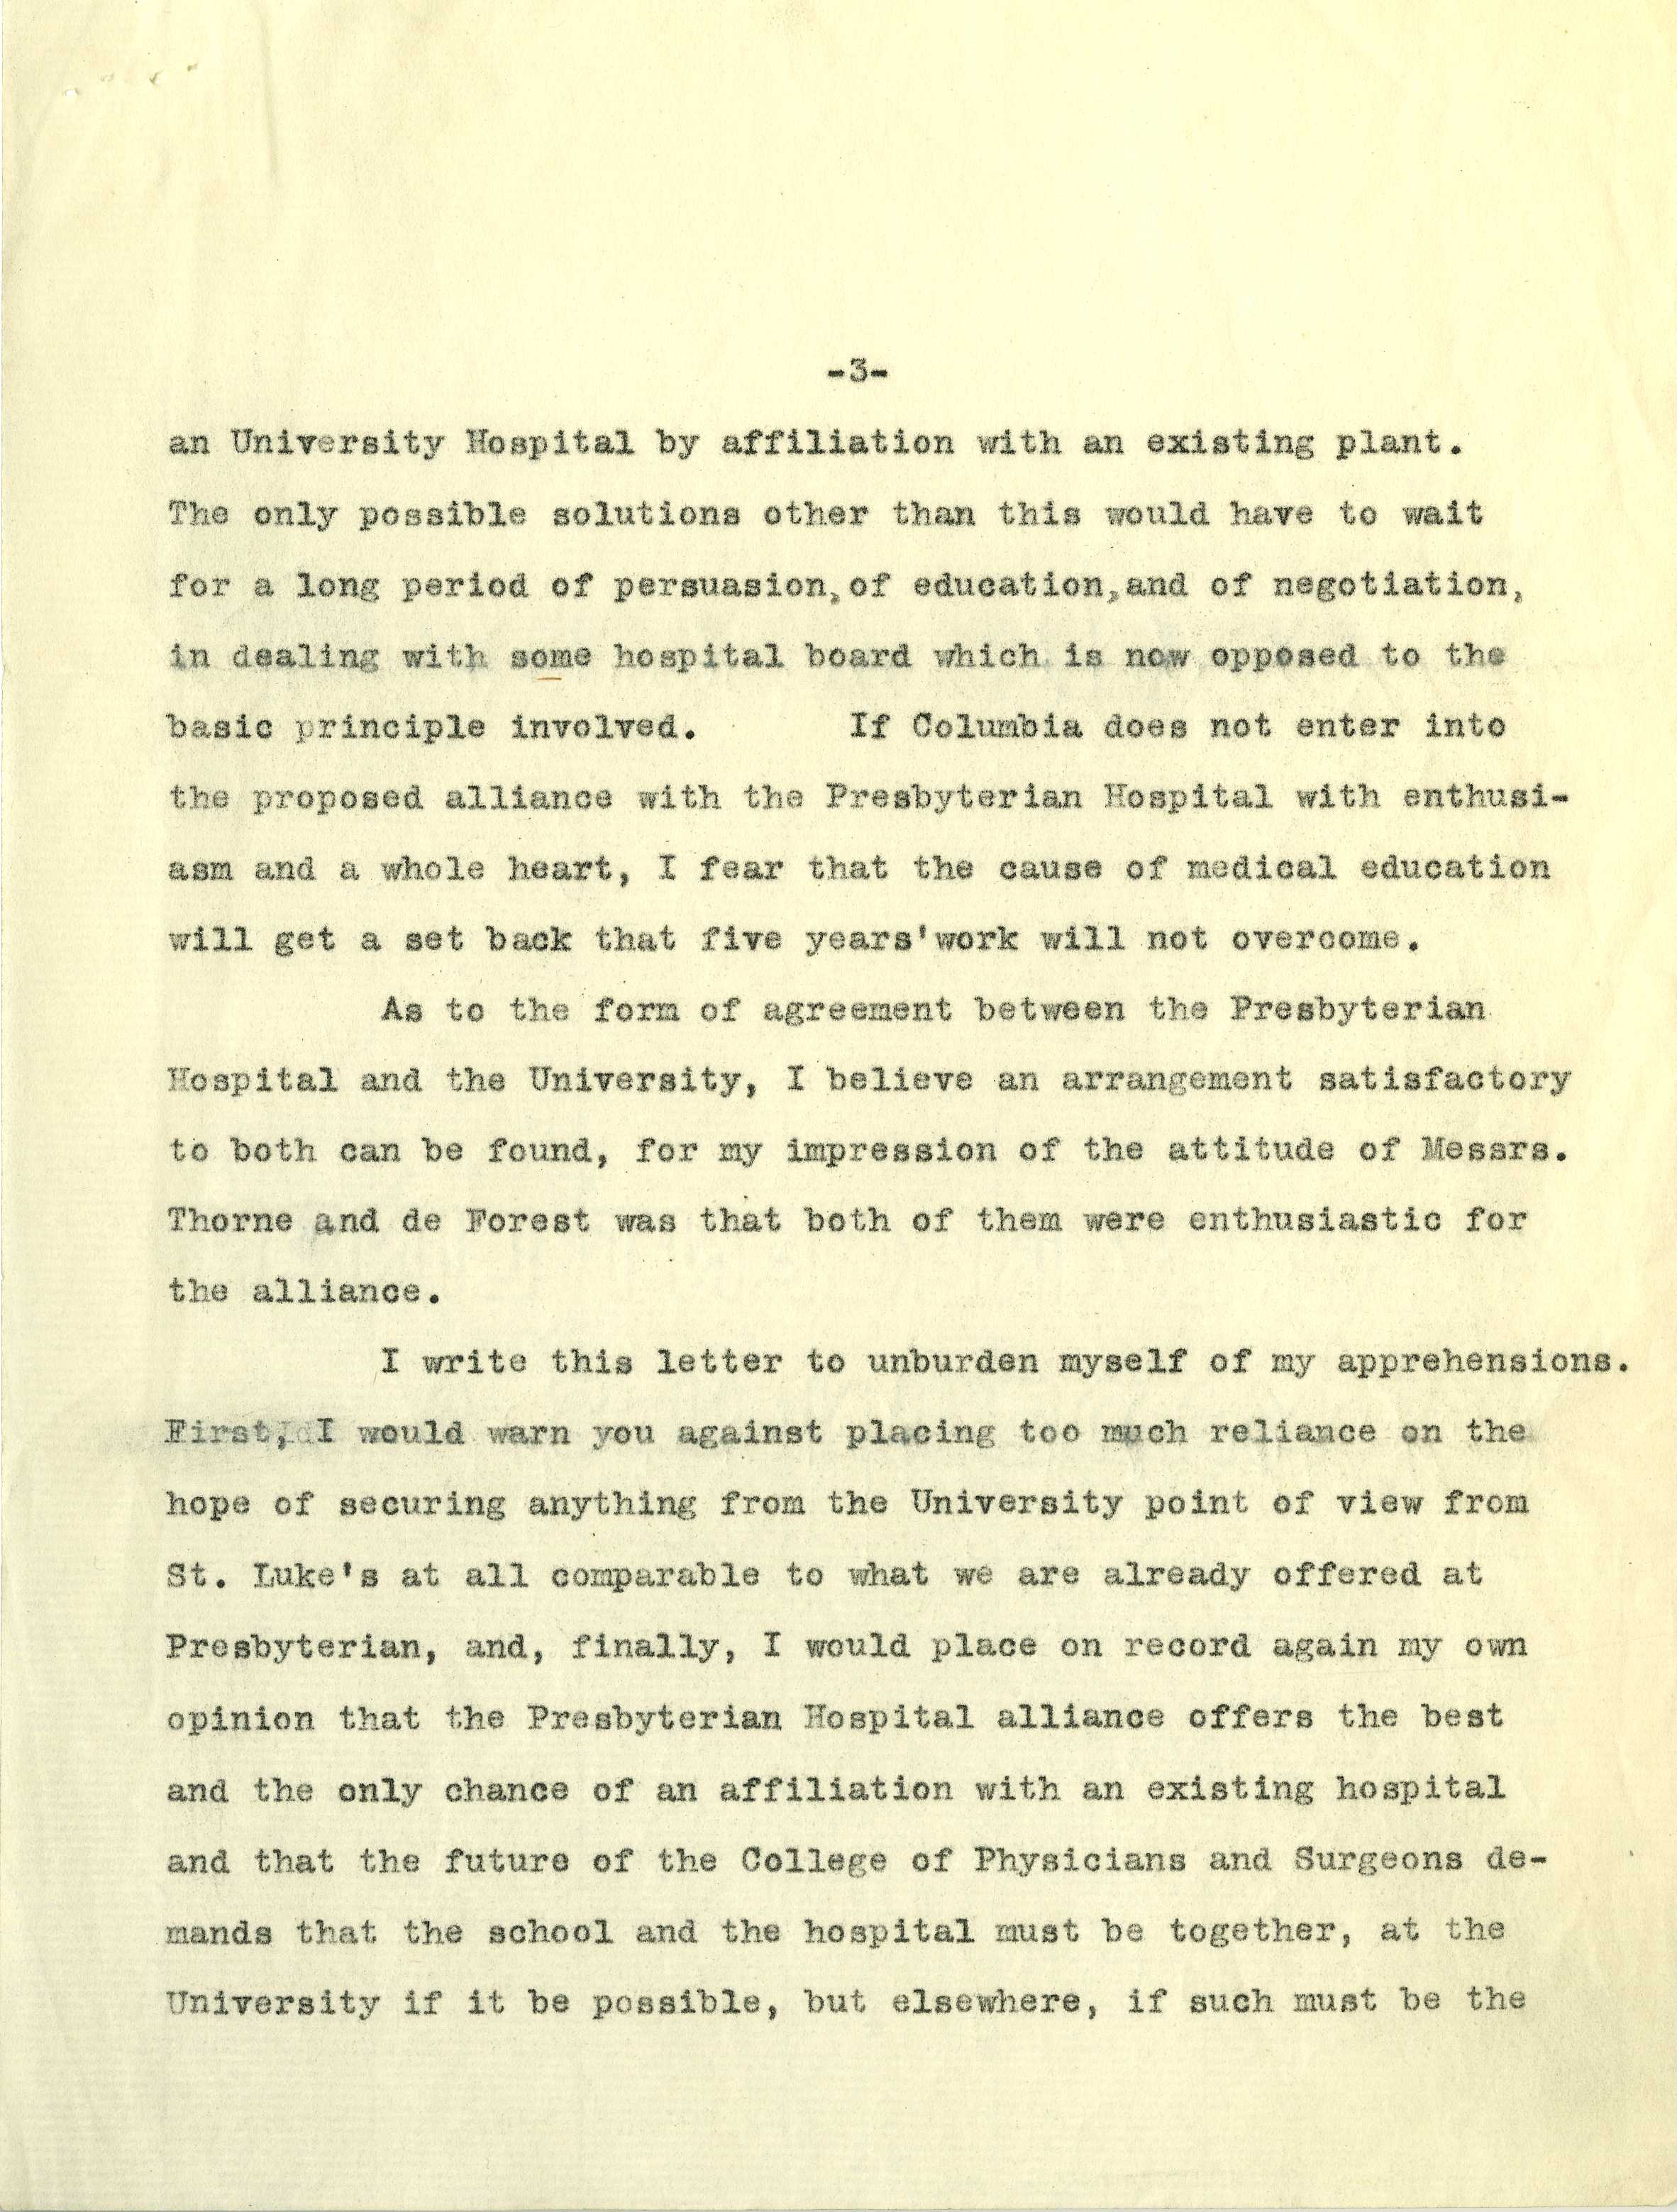 -3-
an University Hospital by affiliation with an existing plant.
The only possible solutions other than this would have to wait
for a long period of persuasion, of education, and of negotiation,
in dealing with some hospital board which is now opposed to the
basic principle involved. If Columbia does not enter into
the proposed alliance with the Presbyterian Hospital with enthusi-
asm and a whole heart, I fear that the cause of medical education
will get a set back that five years' work will not overcome.
As to the form of agreement between the Presbyterian
Hospital and the University, I believe an arrangement satisfactory
to both can be found, for my impression of the attitude of Messrs.
Thorne and de Forest was that both of them were enthusiastic for
the alliance.
I write this letter to unburden myself of my apprehensions.
First, I would warn you against placing too much reliance on the
hope of securing anything from the University point of view from
St. Luke's at all comparable to what we are already offered at
Presbyterian, and, finally, I would place on record again my own
opinion that the Presbyterian Hospital alliance offers the best
and the only chance of an affiliation with an existing hospital
and that the future of the College of Physicians and Surgeons de-
mands that the school and the hospital must be together, at the
University if it be possible, but elsewhere, if such must be the